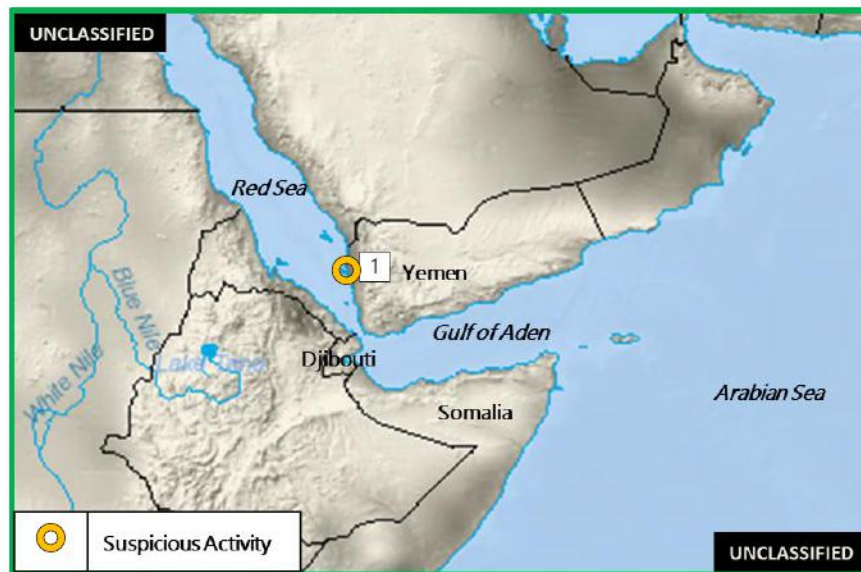 UNCLASSIFIED
Red Sea
1
Yemen
Blue Nile
Gulf of Aden
Djibouti
Lake Tana
White Nile
Arabian Sea
Somalia
Suspicious Activity
UNCLASSIFIED